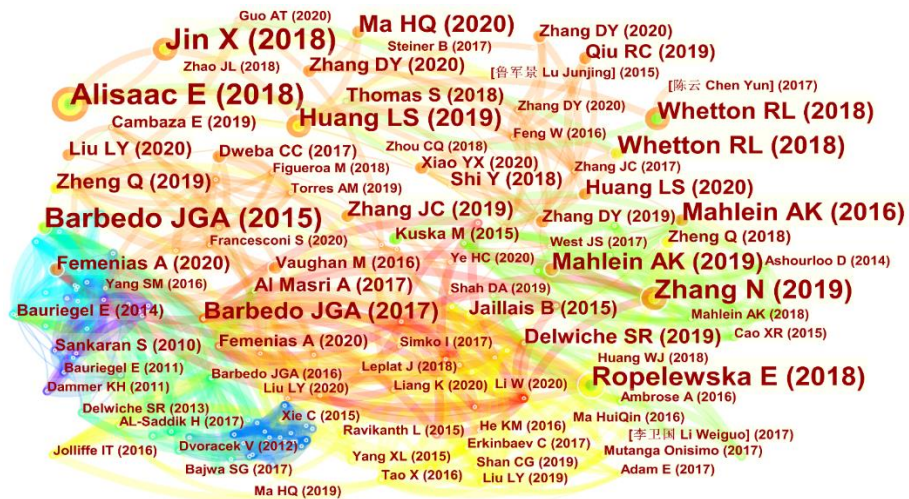 Guo AT (2020)
Jin X (2018)
Ma HQ (2020)
Steiner B (2017)
Zhang DY (2020)
Zhao JL (2018)
Zhang DY (2020)
Qiu RC (2019)
[鲁军景 Lu Junjing] (2015)
[陈云 Chen Yun] (2017)
Alisaac E (2018)
Thomas S (2018)
Zhang DY (2020)
Whetton RL (2018)
Cambaza E (2019)
Huang LS (2019)
Feng W (2016)
Liu LY (2020)
Dweba CC (2017)
Zhou CQ (2018)
Xiao YX (2020)
Whetton RL (2018)
Figueroa M (2018)
Zhang JC (2017)
Zheng Q (2019)
Torres AM (2019)
Shi Y (2018)
Huang LS (2020)
Barbedo JGA (2015)
Zhang JC (2019)
Zhang DY (2019)
Mahlein AK (2016)
Francesconi S (2020)
Kuska M (2015)
West JS (2017)
Zheng Q (2018)
Femenias A (2020)
Vaughan M (2016)
Ye HC (2020)
Mahlein AK (2019)
Ashourloo D (2014)
Yang SM (2016)
Al Masri A (2017)
Shah DA (2019)
Zhang N (2019)
Bauriegel E (2014)
Barbedo JGA (2017)
Jaillais B (2015)
Mahlein AK (2018)
Sankaran S (2010)
Femenias A (2020)
Simko I (2017)
Delwiche SR (2019)
Cao XR (2015)
Bauriegel E (2011)
Barbedo JGA (2016)
Leplat J (2018)
Huang WJ (2018)
Dammer KH (2011)
Liu LY (2020)
Liang K (2020)
Li W (2020)
Ropelewska E (2018)
Ambrose A (2016)
Delwiche SR (2013)
AL-Saddik H (2017)
Xie C (2015)
Ravikanth L (2015)
He KM (2016)
Ma HuiQin (2016)
Jolliffe IT (2016)
Dvoracek V (2012)
Erkinbaev C (2017)
[李卫国 Li Weiguo] (2017)
Bajwa SG (2017)
Yang XL (2015)
Shan CG (2019)
Mutanga Onisimo (2017)
Tao X (2016)
Liu LY (2019)
Adam E (2017)
Ma HQ (2019)